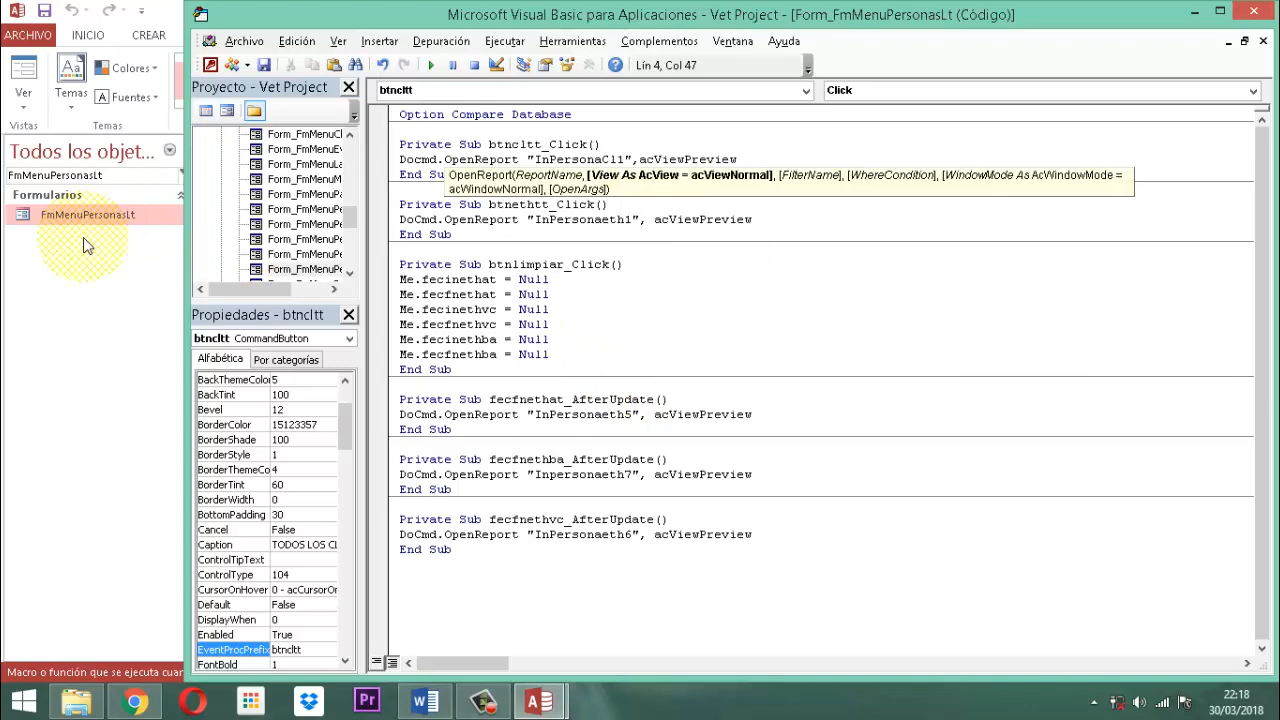 Microsoft Visual Basic para Aplicaciones - Vet Project - [Form_FmMenuPersonasLt (Código)]
ARCHIVO INICIO CREAR
Archivo Edición Ver Insertar Depuración Ejecutar Herramientas Complementos Ventana Ayuda
Lín 4, Col 47
Ver
Temas
Colores
Fuentes
Vistas
Temas
Todos los objet...
FmMenuPersonasLt
Formularios
FmMenuPersonasLt
Macro o función que se ejecuta cuan
Proyecto - Vet Project
Form_FmMenuCl
Form_FmMenuEv
Form_FmMenuLa
Form_FmMenuM
Form_FmMenuPa
Form_FmMenuPe
Form_FmMenuPe
Form_FmMenuPe
Form_FmMenuPe
Form_FmMenuPe
Propiedades - btncltt
btncltt CommandButton
Alfabética Por categorías
BackThemeColor 5
BackTint 100
Bevel 12
BorderColor 15123357
BorderShade 100
BorderStyle 1
BorderThemeCo 4
BorderTint 60
BorderWidth 0
BottomPadding 30
Cancel False
Caption TODOS LOS CL
ControlTipText
ControlType 104
CursorOnHover 0 - acCursorOn
Default False
DisplayWhen 0
Enabled True
EventProcPrefix btncltt
FontBold 1
btncltt Click
Option Compare Database
Private Sub btncltt_Click()
Docmd.OpenReport "InPersonaCl1",acViewPreview
End Su
OpenReport(ReportName, [View As AcView = acViewNormal], [FilterName], [WhereCondition], [WindowMode As AcWindowMode =
acWindowNormal], [OpenArgs])
Private Sub btnethtt_Click()
DoCmd.OpenReport "InPersonaeth1", acViewPreview
End Sub
Private Sub btnlimpiar_Click()
Me.fecinethat = Null
Me.fecfnethat = Null
Me.fecinethvc = Null
Me.fecfnethvc = Null
Me.fecinethba = Null
Me.fecfnethba = Null
End Sub
Private Sub fecfnethat_AfterUpdate()
DoCmd.OpenReport "InPersonaeth5", acViewPreview
End Sub
Private Sub fecfnethba_AfterUpdate()
DoCmd.OpenReport "InPersonaeth7", acViewPreview
End Sub
Private Sub fecfnethvc_AfterUpdate()
DoCmd.OpenReport "InPersonaeth6", acViewPreview
End Sub
Pr
22:18
30/03/2018